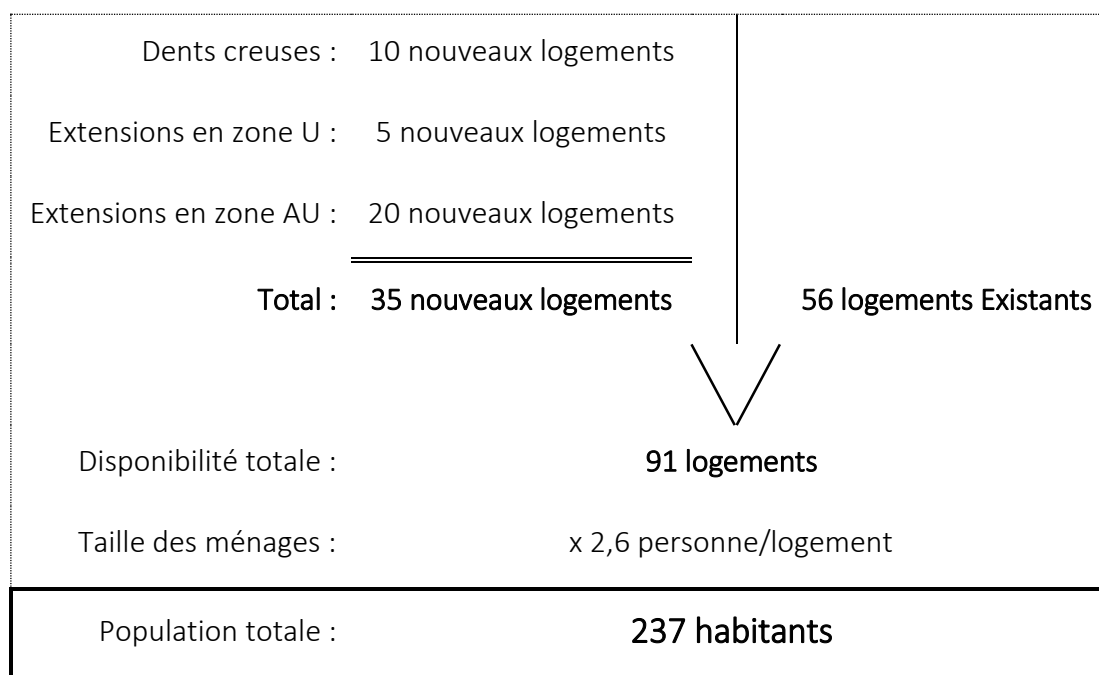 Dents creuses : 10 nouveaux logements
Extensions en zone U : 5 nouveaux logements
Extensions en zone AU : 20 nouveaux logements
Total : 35 nouveaux logements 56 logements Existants
Disponibilité totale : 91 logements
Taille des ménages : x 2,6 personne/logement
Population totale : 237 habitants